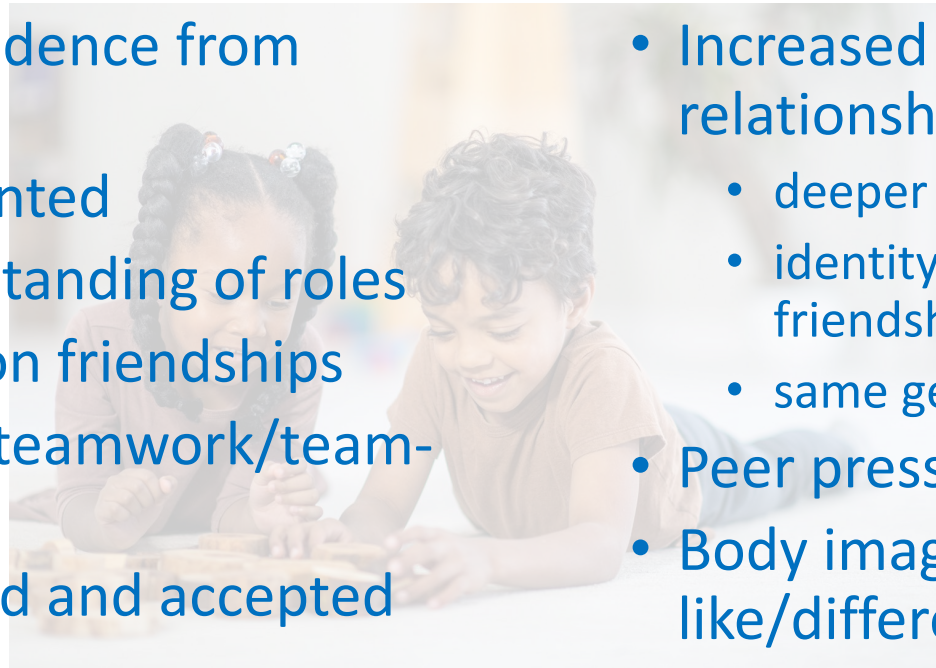 dence from
nted
tanding of roles
on friendships
teamwork/team-
d and accepted
• Increased
relationsh
• deeper
• identity
friendsh
• same ge
• Peer press
• Body imag
like/differe